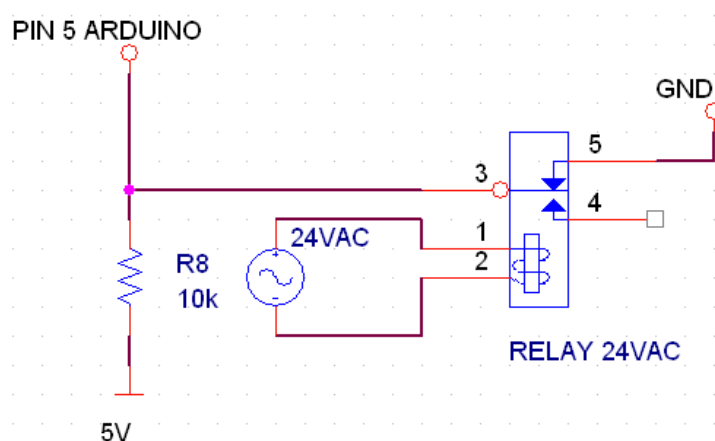 PIN 5 ARDUINO
GND
5
3
4
24VAC
1
2
R8
10k
RELAY 24VAC
5V